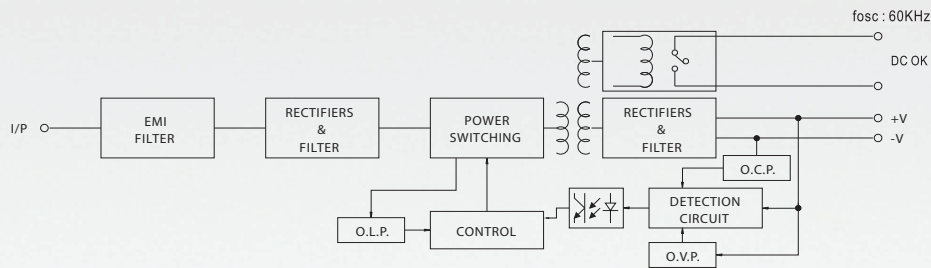 fosc : 60KHz
DC OK
I/P
EMI
FILTER
RECTIFIERS
&
FILTER
POWER
SWITCHING
RECTIFIERS
&
FILTER
+V
-V
O.C.P.
O.L.P.
CONTROL
DETECTION
CIRCUIT
O.V.P.